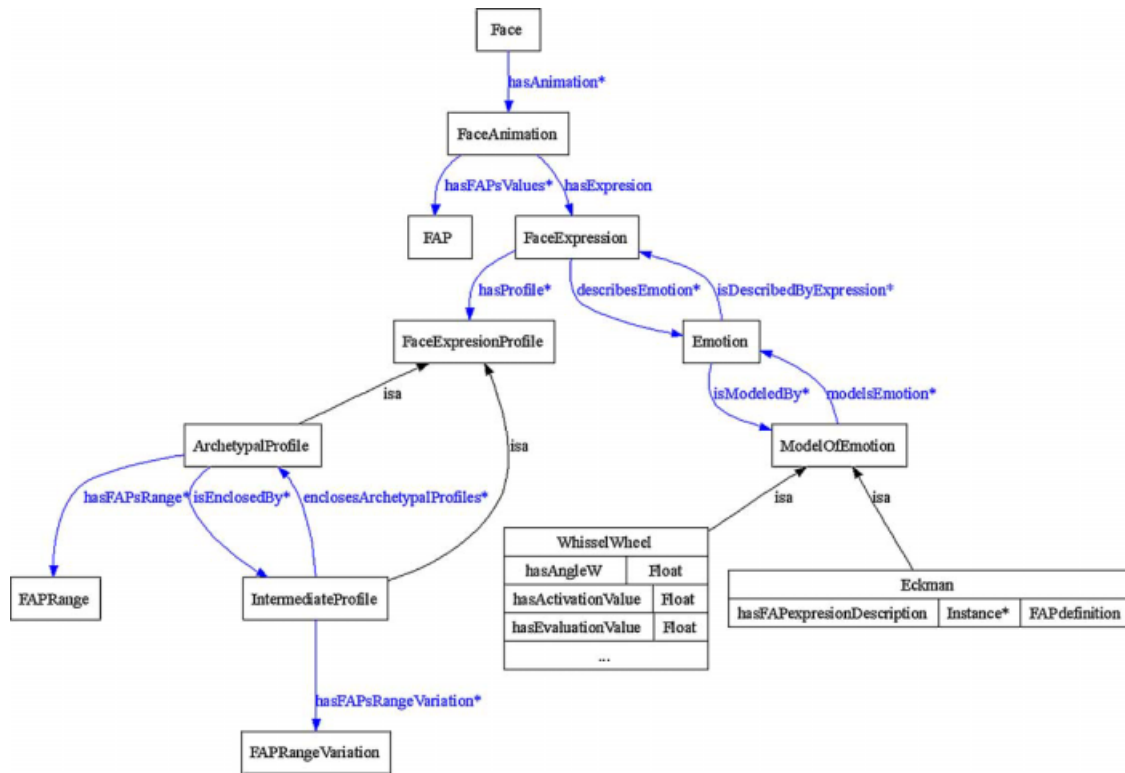 Face
hasAnimation*
FaceAnimation
hasFAPsValues* hasExpresion
FAP FaceExpression
hasProfile* describesEmotion* isDescribedByExpression*
FaceExpresionProfile Emotion
isa isModeledBy* modelsEmotion*
ArchetypalProfile isa ModelOfEmotion
hasFAPsRange* isEnclosedBy* enclosesArchetypalProfiles* isa isa
WhisselWheel
hasAngleW Float
FAPRange IntermediateProfile hasActivationValue Float Eckman
hasEvaluationValue Float hasFAPexpresionDescription Instance* FAPdefinition
...
hasFAPsRangeVariation*
FAPRangeVariation